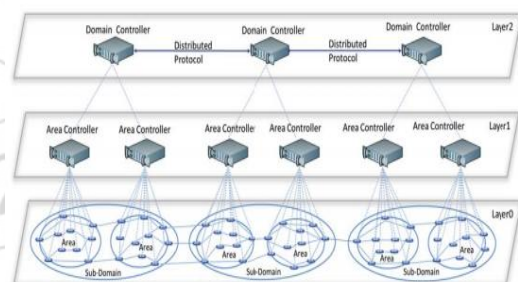 Domain Controller
Domain Controller
Domain Controller
Layer2
Distributed
Protocol
Distributed
Protocol
Area Controller
Area Controller
Area Controlle
Area Controller
Area Controller
Area Controller
Layer1
Layer0
Area
Area
Area
Area
Area
Area
Sub-Domain
Sub-Domain
Sub-Domain